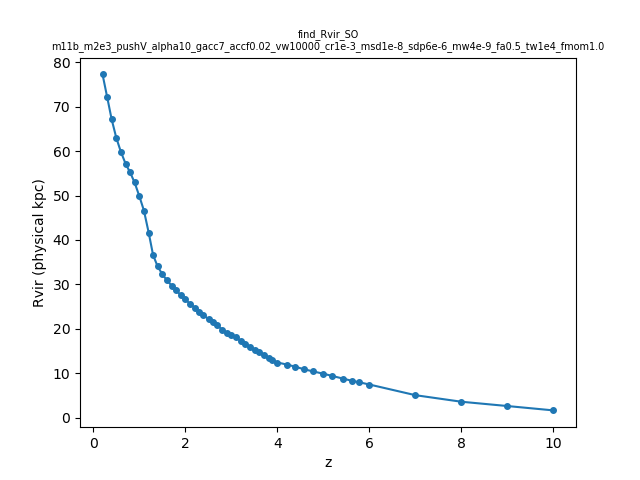 find_Rvir_SO
m11b_m2e3_pushV_alpha10_gacc7_accf0.02_vw10000_cr1e-3_msd1e-8_sdp6e-6_mw4e-9_fa0.5_tw1e4_fmom1.0
80
70
60
50
40
30
20
10
0
Rvir (physical kpc)
0 2 4 6 8 10
z